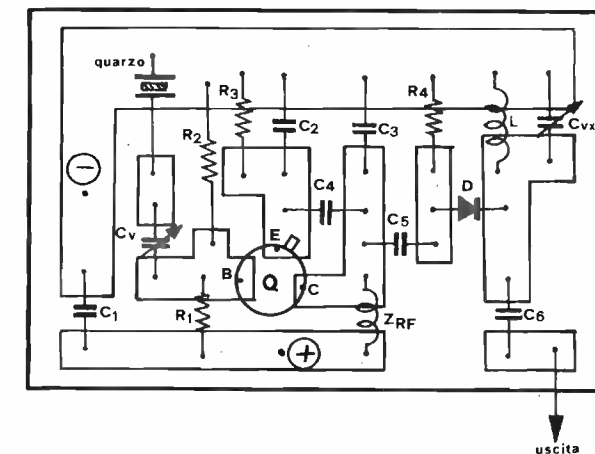 quarzo
R3
C2
C3
R4
L
Cvx
R2
−
C4
D
Cv
E
C5
B
Q
C
C1
R1
ZRF
C6
+
uscita